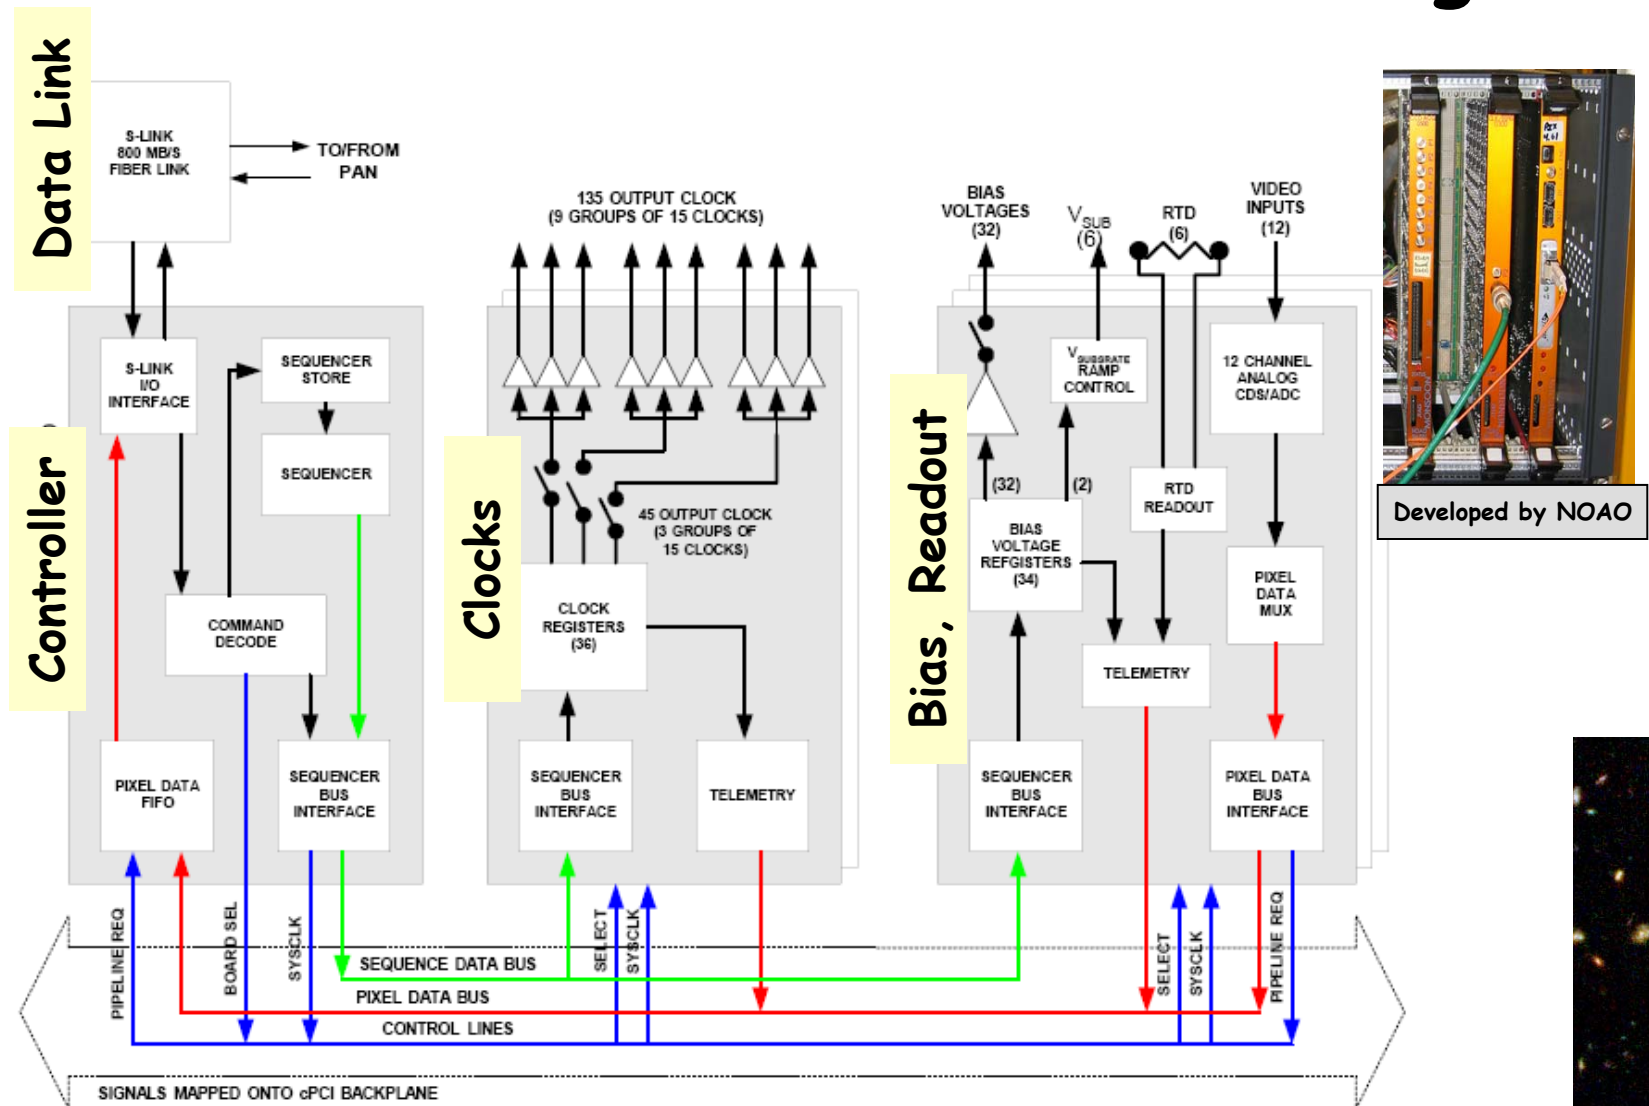 Data Link
S-LINK
800 MB/S
FIBER LINK
TO/FROM
PAN
135 OUTPUT CLOCK
(9 GROUPS OF 15 CLOCKS)
BIAS
VOLTAGES
(32)
VSUB
(6)
RTD
(6)
VIDEO
INPUTS
(12)
Developed by NOAO
Controller
S-LINK
I/O
INTERFACE
SEQUENCER
STORE
SEQUENCER
COMMAND
DECODE
PIXEL DATA
FIFO
SEQUENCER
BUS
INTERFACE
Clocks
45 OUTPUT CLOCK
(3 GROUPS OF
15 CLOCKS)
CLOCK
REGISTERS
(36)
SEQUENCER
BUS
INTERFACE
TELEMETRY
Bias, Readout
VSUBSRATE
RAMP
CONTROL
12 CHANNEL
ANALOG
CDS/ADC
(32)
(2)
RTD
READOUT
BIAS
VOLTAGE
REFGISTERS
(34)
PIXEL
DATA
MUX
TELEMETRY
SEQUENCER
BUS
INTERFACE
PIXEL DATA
BUS
INTERFACE
PIPELINE REQ
BOARD SEL
SYSCLK
SELECT
SYSCLK
SELECT
SYSCLK
PIPELINE REQ
SEQUENCE DATA BUS
PIXEL DATA BUS
CONTROL LINES
SIGNALS MAPPED ONTO cPCI BACKPLANE